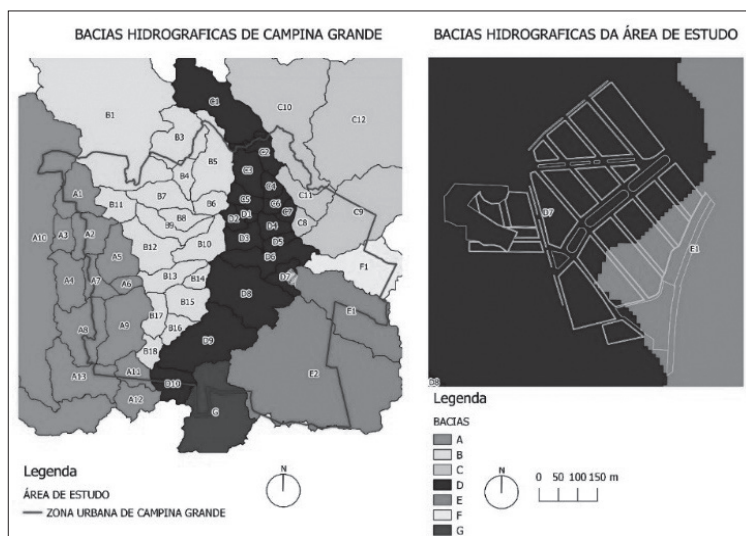 BACIAS HIDROGRAFICAS DE CAMPINA GRANDE
B1
C1
C10
C12
B3
B5
B4
C2
C3
C4
A1
B7
B6
C5
C6
C11
B11
B8
B9
D2
D1
C7
C8
C9
A10
A3
A2
B12
B10
D3
D4
D5
A5
D6
F1
A4
A7
A6
B13
B14
D7
D8
B15
E1
A8
A9
B17
B16
D9
B18
E2
A13
A11
D10
A12
G
Legenda
ÁREA DE ESTUDO
ZONA URBANA DE CAMPINA GRANDE
N
BACIAS HIDROGRAFICAS DA ÁREA DE ESTUDO
D7
E1
D8
Legenda
BACIAS
A
B
C
D
E
F
G
N
0 50 100 150 m